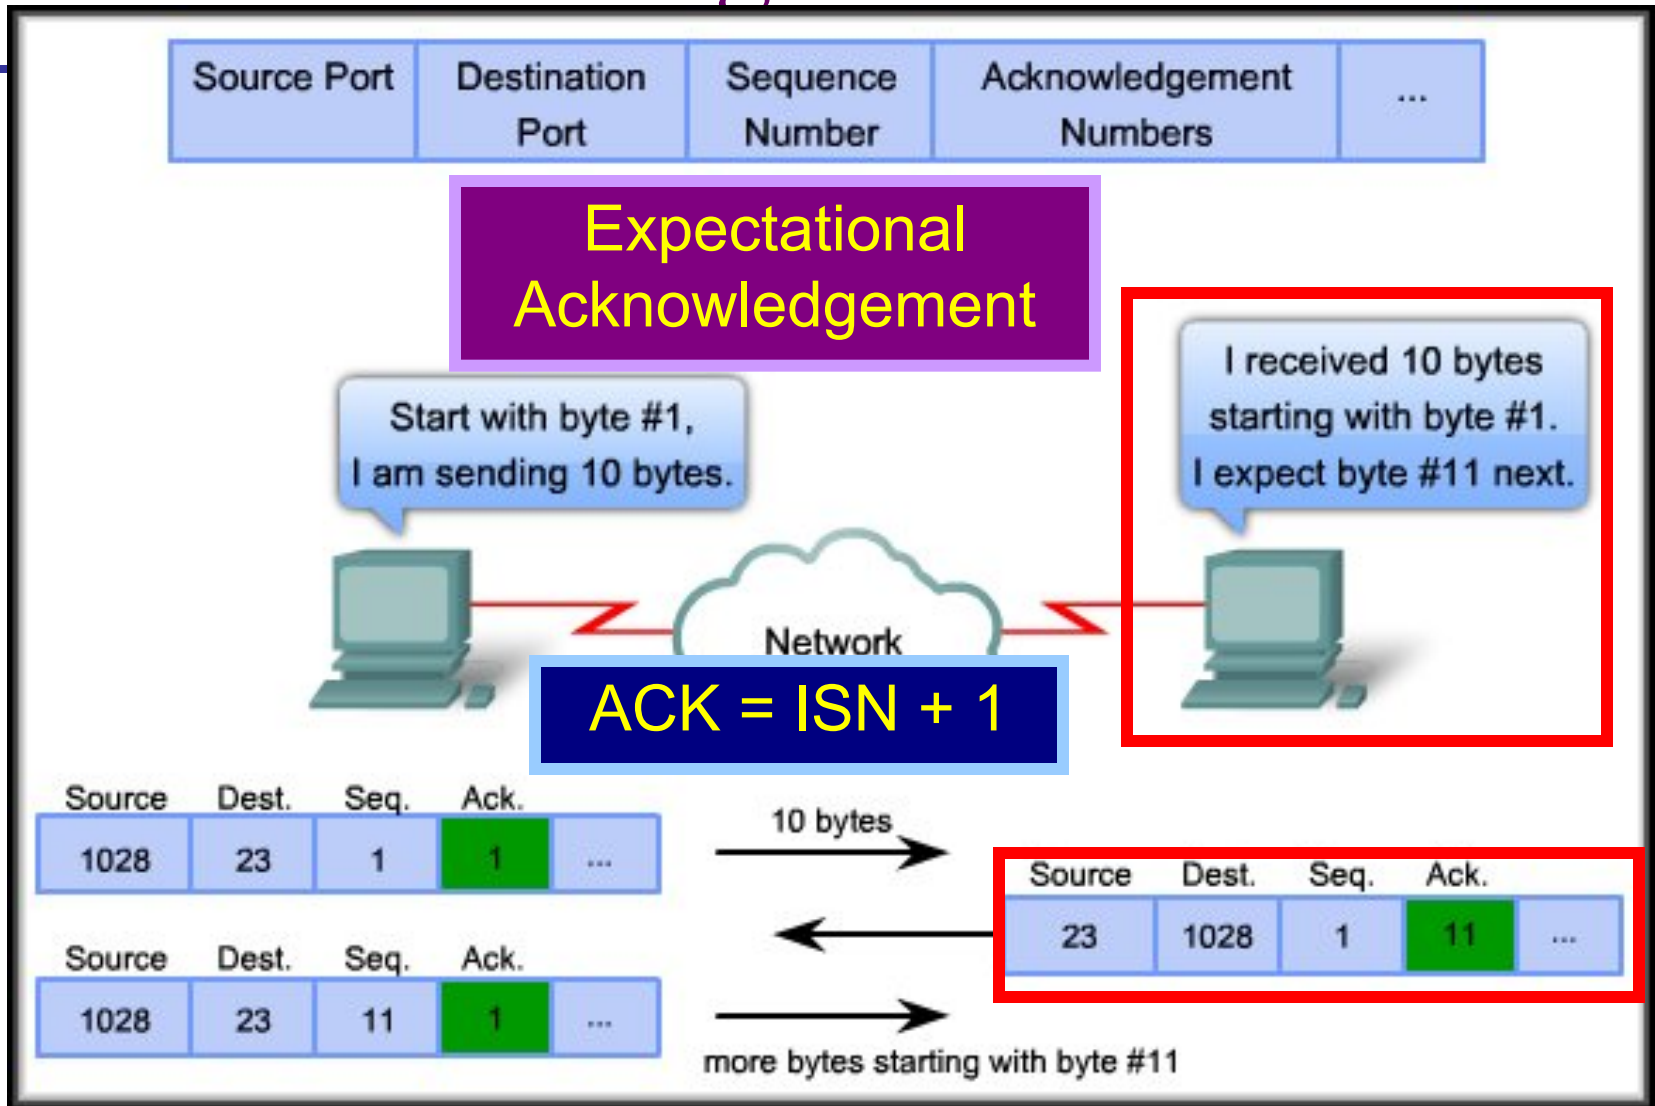 Source Port
Destination
Port
Sequence
Number
Acknowledgement
Numbers
...
Expectational
Acknowledgement
Start with byte #1,
I am sending 10 bytes.
I received 10 bytes
starting with byte #1.
I expect byte #11 next.
Network
ACK = ISN + 1
Source Dest. Seq. Ack.
1028 23 1 1 ...
10 bytes
Source Dest. Seq. Ack.
23 1028 1 11 ...
Source Dest. Seq. Ack.
1028 23 11 1 ...
more bytes starting with byte #11